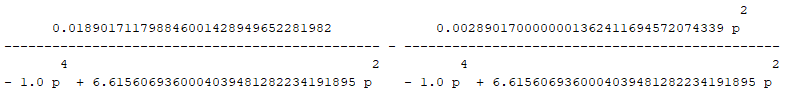 2
0.018901711798846001428949652281982 0.0028901700000001362411694572074339 p
------------------------------------------------ - ------------------------------------------------
4 2 4 2
- 1.0 p + 6.6156069360004039481282234191895 p - 1.0 p + 6.6156069360004039481282234191895 p